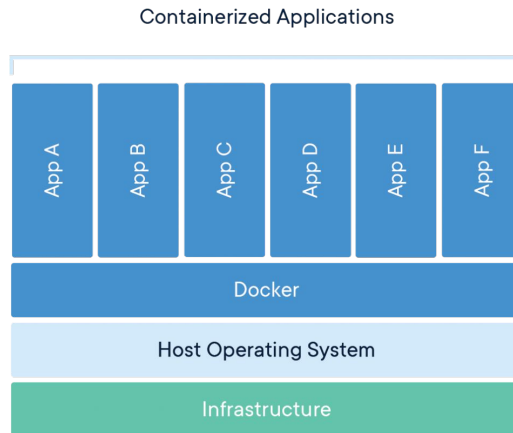 Containerized Applications
App A
App B
App C
App D
App E
App F
Docker
Host Operating System
Infrastructure